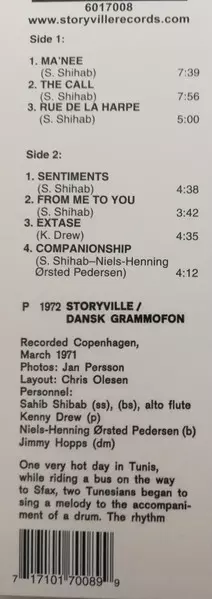 6017008
www.storyvillerecords.com
Side 1:
1. MA'NEE
(S. Shihab) 7:39
2. THE CALL
(S. Shihab) 7:56
3. RUE DE LA HARPE
(S. Shihab) 5:00
Side 2:
1. SENTIMENTS
(S. Shihab) 4:38
2. FROM ME TO YOU
(S. Shihab) 3:42
3. EXTASE
(K. Drew) 4:35
4. COMPANIONSHIP
(S. Shihab–Niels-Henning
Ørsted Pedersen) 4:12
P 1972 STORYVILLE/
DANSK GRAMMOFON
Recorded Copenhagen,
March 1971
Photos: Jan Persson
Layout: Chris Olesen
Personnel:
Sahib Shibab (ss), (bs), alto flute
Kenny Drew (p)
Niels-Henning Ørsted Pedersen (b)
Jimmy Hopps (dm)
One very hot day in Tunis,
while riding a bus on the way
to Sfax, two Tunesians began to
sing a melody to the accompani-
ment of a drum. The rhythm
7 17101 70089 9